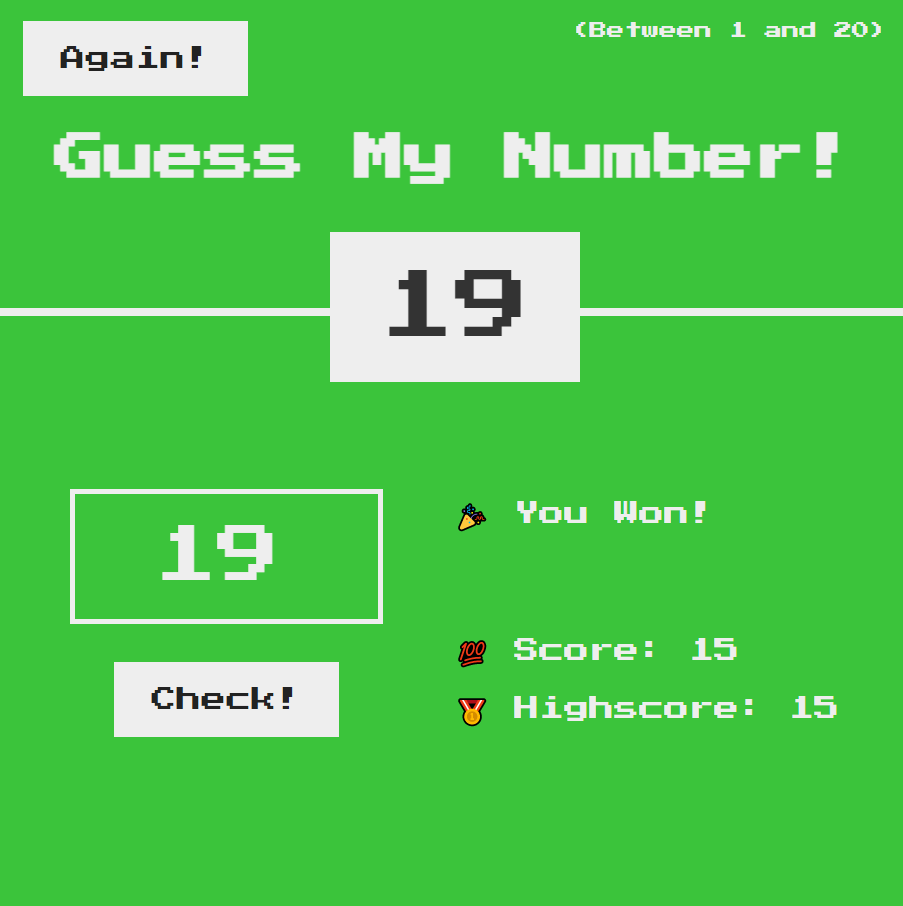 Again!
(Between 1 and 20)
Guess My Number!
19
19
Check!
🎉 You Won!
💯 Score: 15
🥇 Highscore: 15